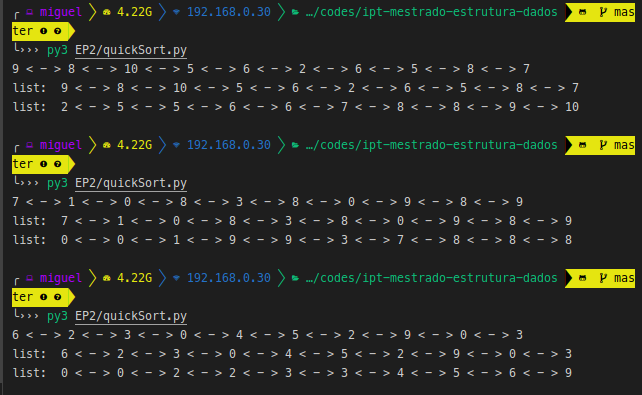 miguel 4.22G 192.168.0.30 …/codes/ipt-mestrado-estrutura-dados mas
ter
╰››› py3 EP2/quickSort.py
9 < — > 8 < — > 10 < — > 5 < — > 6 < — > 2 < — > 6 < — > 5 < — > 8 < — > 7
list:  9 < — > 8 < — > 10 < — > 5 < — > 6 < — > 2 < — > 6 < — > 5 < — > 8 < — > 7
list:  2 < — > 5 < — > 5 < — > 6 < — > 6 < — > 7 < — > 8 < — > 8 < — > 9 < — > 10
miguel 4.22G 192.168.0.30 …/codes/ipt-mestrado-estrutura-dados mas
ter
╰››› py3 EP2/quickSort.py
7 < — > 1 < — > 0 < — > 8 < — > 3 < — > 8 < — > 0 < — > 9 < — > 8 < — > 9
list:  7 < — > 1 < — > 0 < — > 8 < — > 3 < — > 8 < — > 0 < — > 9 < — > 8 < — > 9
list:  0 < — > 0 < — > 1 < — > 9 < — > 9 < — > 3 < — > 7 < — > 8 < — > 8 < — > 8
miguel 4.22G 192.168.0.30 …/codes/ipt-mestrado-estrutura-dados mas
ter
╰››› py3 EP2/quickSort.py
6 < — > 2 < — > 3 < — > 0 < — > 4 < — > 5 < — > 2 < — > 9 < — > 0 < — > 3
list:  6 < — > 2 < — > 3 < — > 0 < — > 4 < — > 5 < — > 2 < — > 9 < — > 0 < — > 3
list:  0 < — > 0 < — > 2 < — > 2 < — > 3 < — > 3 < — > 4 < — > 5 < — > 6 < — > 9